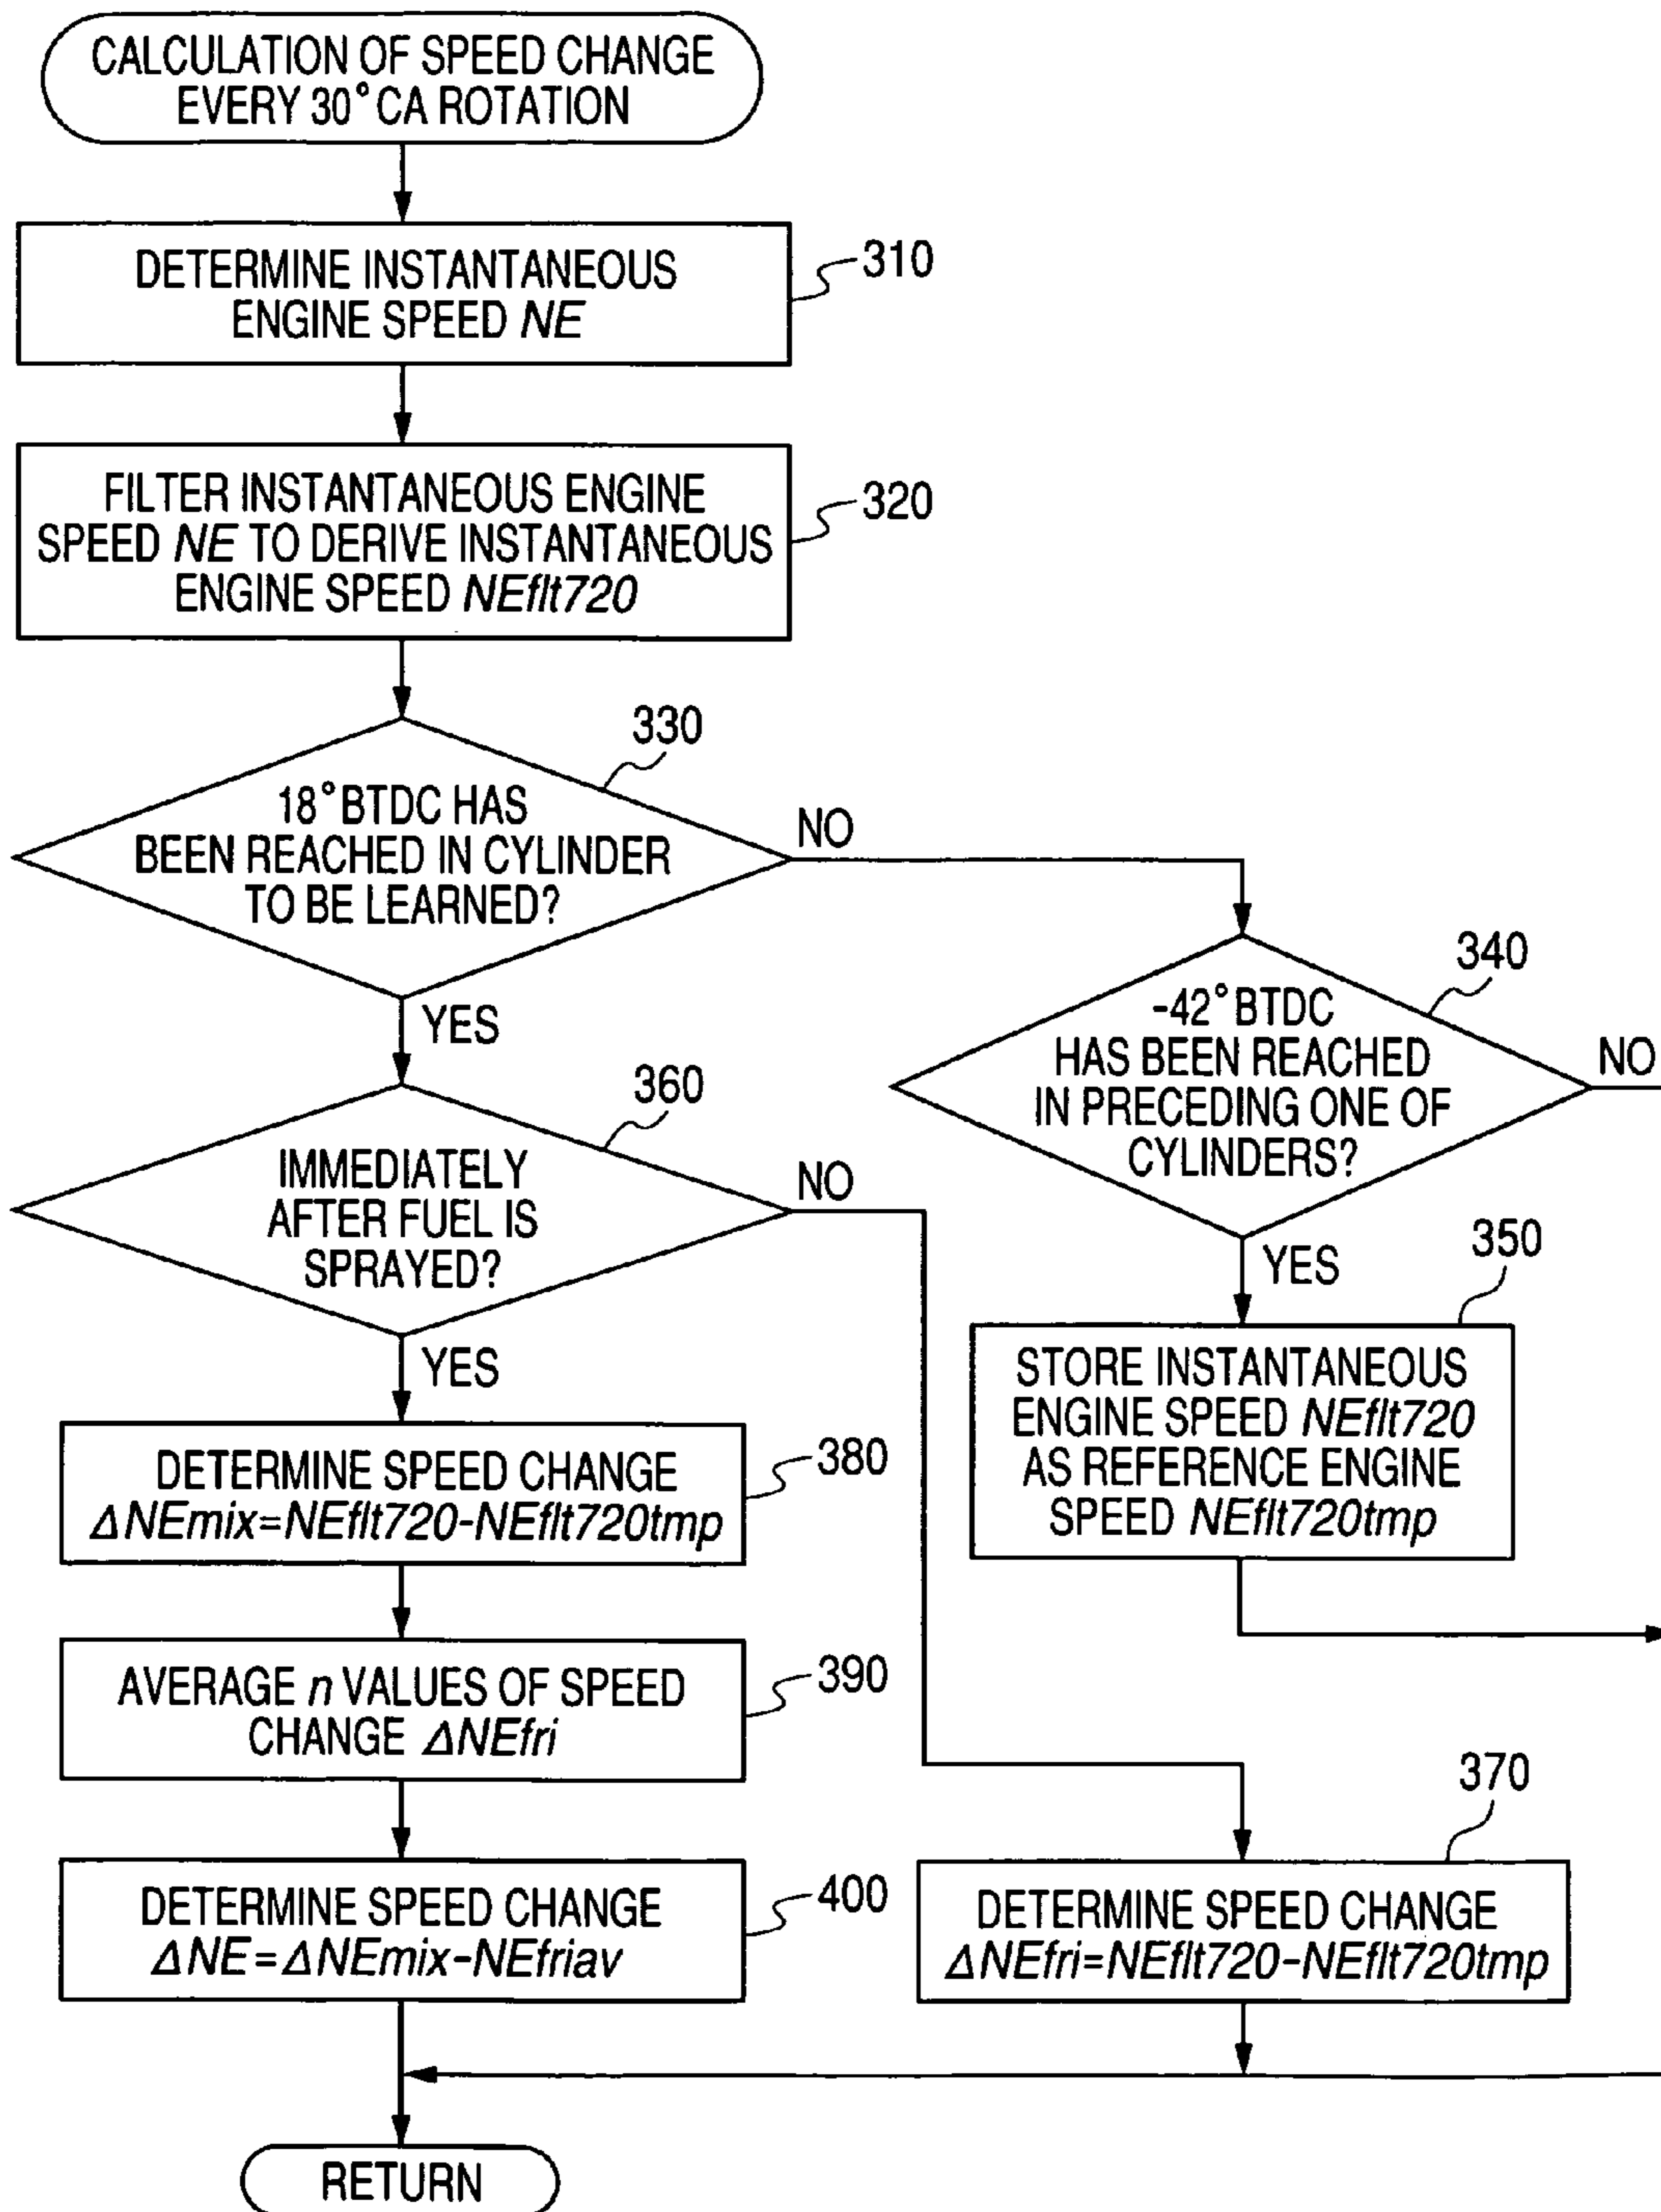 CALCULATION OF SPEED CHANGE
EVERY 30°CA ROTATION
DETERMINE INSTANTANEOUS
ENGINE SPEED NE
310
FILTER INSTANTANEOUS ENGINE
SPEED NE TO DERIVE INSTANTANEOUS
ENGINE SPEED NEflt720
320
330
18°BTDC HAS
BEEN REACHED IN CYLINDER
TO BE LEARNED?
NO
YES
340
-42°BTDC
HAS BEEN REACHED
IN PRECEDING ONE OF
CYLINDERS?
NO
YES
350
STORE INSTANTANEOUS
ENGINE SPEED NEflt720
AS REFERENCE ENGINE
SPEED NEflt720tmp
360
IMMEDIATELY
AFTER FUEL IS
SPRAYED?
NO
YES
DETERMINE SPEED CHANGE
ΔNEmix=NEflt720-NEflt720tmp
380
AVERAGE n VALUES OF SPEED
CHANGE ΔNEfri
390
DETERMINE SPEED CHANGE
ΔNE=ΔNEmix-NEfriav
400
370
DETERMINE SPEED CHANGE
ΔNEfri=NEflt720-NEflt720tmp
RETURN